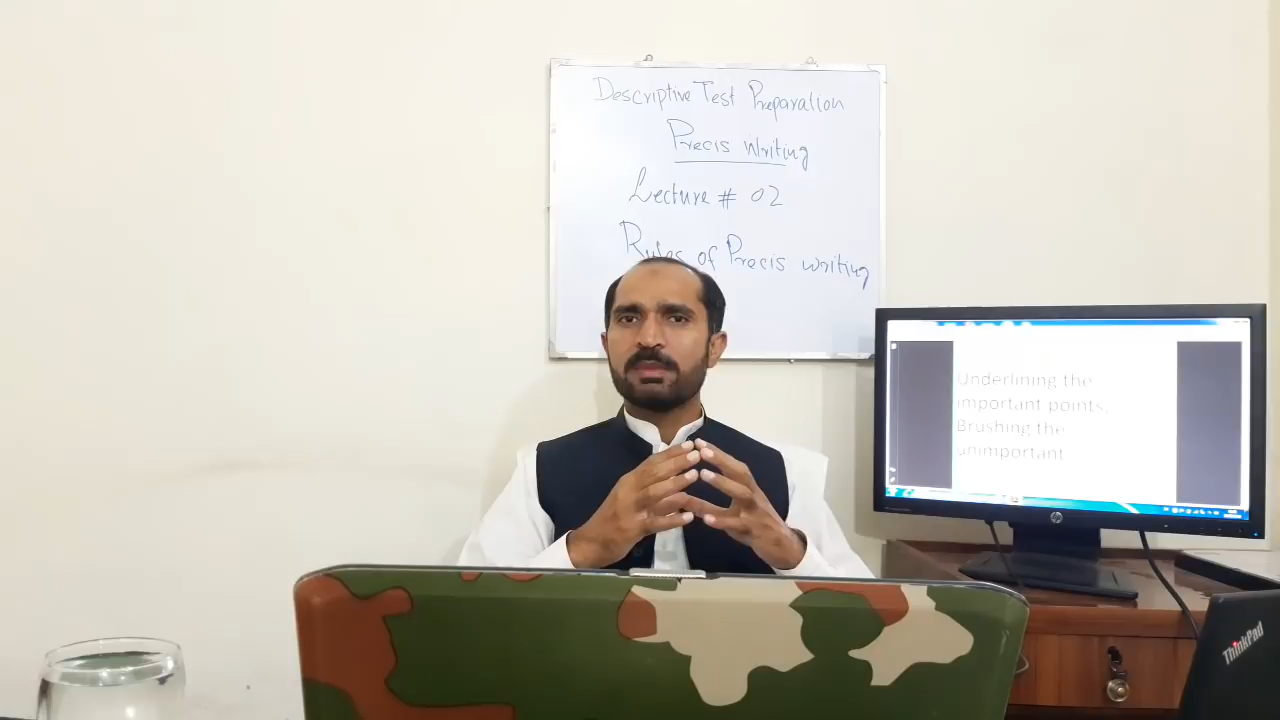 Descriptive Test Preparation
Precis Writing
Lecture # 02
Rules of Precis writing
Underlining the
important points,
Brushing the
unimportant
hp
ThinkPad